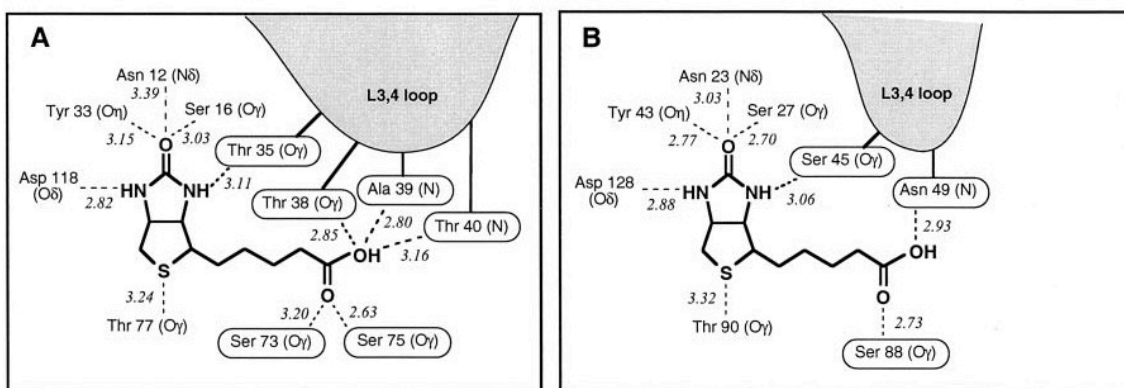 A
Asn 12 (Nδ)
3.39
Tyr 33 (Oη)
Ser 16 (Oγ)
3.15
3.03
O
L3,4 loop
Thr 35 (Oγ)
3.11
Asp 118
(Oδ)
2.82
HN
NH
Thr 38 (Oγ)
Ala 39 (N)
Thr 40 (N)
2.85
2.80
3.16
OH
S
O
3.24
Thr 77 (Oγ)
3.20
2.63
Ser 73 (Oγ)
Ser 75 (Oγ)
B
Asn 23 (Nδ)
3.03
Tyr 43 (Oη)
Ser 27 (Oγ)
2.77
2.70
O
L3,4 loop
Ser 45 (Oγ)
3.06
Asp 128
(Oδ)
2.88
HN
NH
Asn 49 (N)
2.93
OH
S
O
3.32
Thr 90 (Oγ)
2.73
Ser 88 (Oγ)